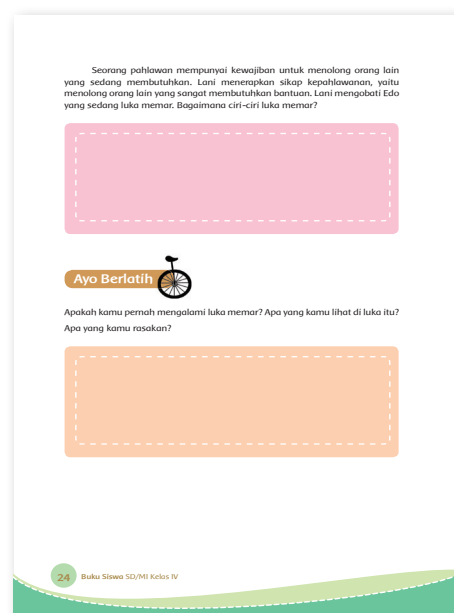 Seorang pahlawan mempunyai kewajiban untuk menolong orang lain
yang sedang membutuhkan. Lani menerapkan sikap kepahlawanan, yaitu
menolong orang lain yang sangat membutuhkan bantuan. Lani mengobati Edo
yang sedang luka memar. Bagaimana ciri-ciri luka memar?
Ayo Berlatih
Apakah kamu pernah mengalami luka memar? Apa yang kamu lihat di luka itu?
Apa yang kamu rasakan?
24 Buku Siswa SD/MI Kelas IV